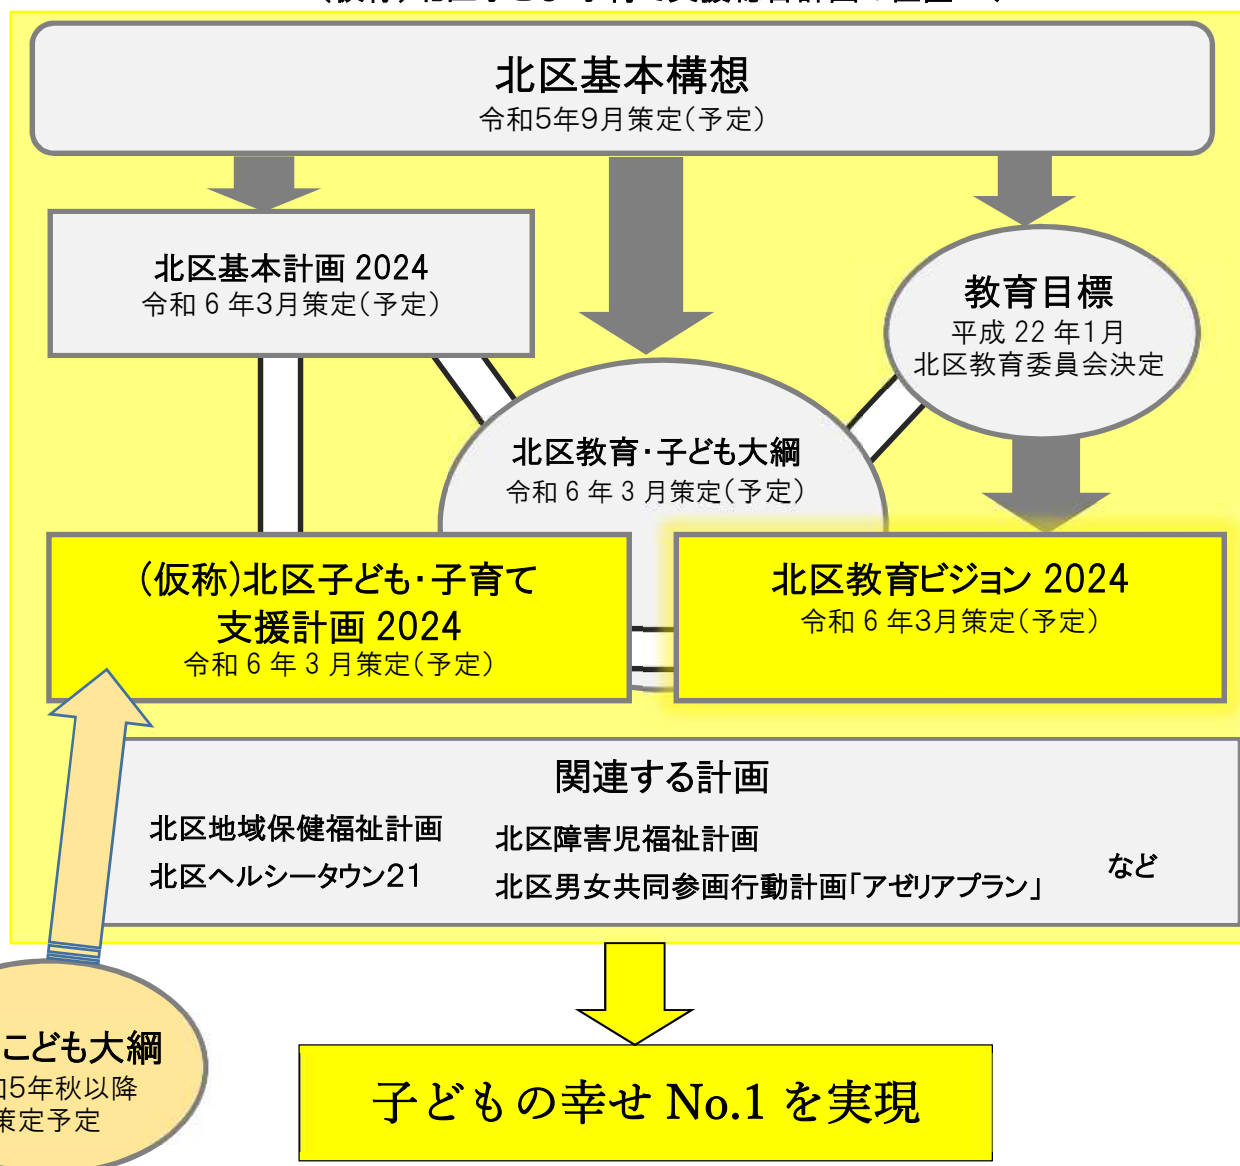 北区基本構想
令和5年9月策定(予定)
北区基本計画 2024
令和 6 年3月策定(予定)
教育目標
平成 22 年1月
北区教育委員会決定
北区教育・子ども大綱
令和 6 年 3 月策定(予定)
(仮称)北区子ども・子育て
支援計画 2024
令和 6 年 3 月策定(予定)
北区教育ビジョン 2024
令和 6 年3月策定(予定)
関連する計画
北区地域保健福祉計画
北区ヘルシータウン21
北区障害児福祉計画
北区男女共同参画行動計画「アゼリアプラン」
など
こども大綱
5年秋以降
策定予定
子どもの幸せ No.1 を実現